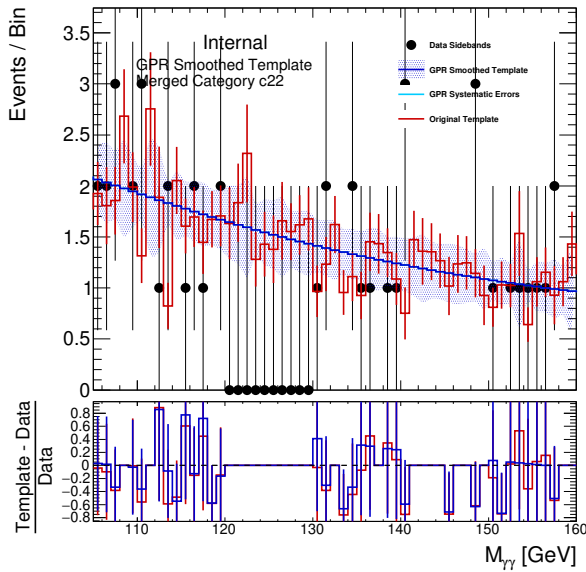 Events / Bin
3.5
3
2.5
2
1.5
1
0.5
0
Internal
GPR Smoothed Template
Merged Category c22
Data Sidebands
GPR Smoothed Template
GPR Systematic Errors
Original Template
Template - Data
Data
0.8
0.6
0.4
0.2
0
−0.2
−0.4
−0.6
−0.8
110 120 130 140 150 160
M_γγ [GeV]